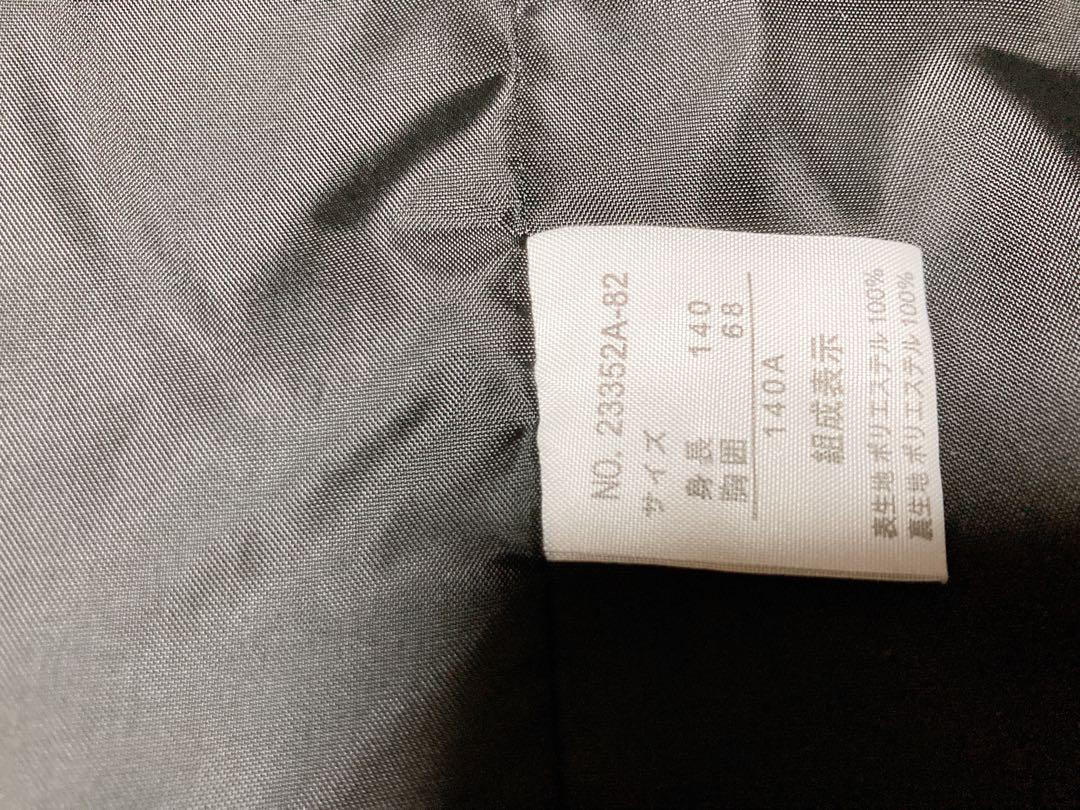 NO. 23352A-82
サイズ
身長 140
胸囲 68
140A
組成表示
表生地 ポリエステル 100%
裏生地 ポリエステル 100%